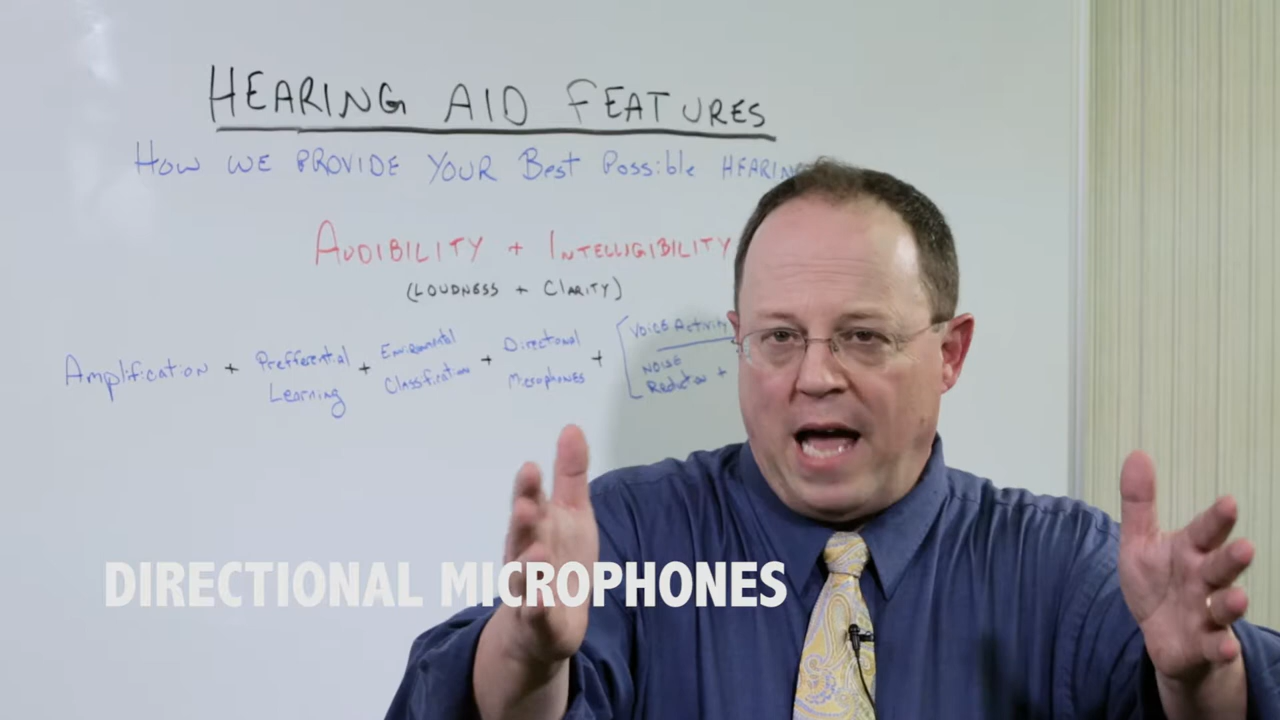 HEARING AID FEATURES
HOW WE PROVIDE YOUR Best Possible HEARING
AUDIBILITY + INTELLIGIBILITY
(LOUDNESS + CLARITY)
Amplification + Prefferential Learning + Environmental Classification + Directional Microphones + [Voice Activity
NOISE
Reduction +
DIRECTIONAL MICROPHONES